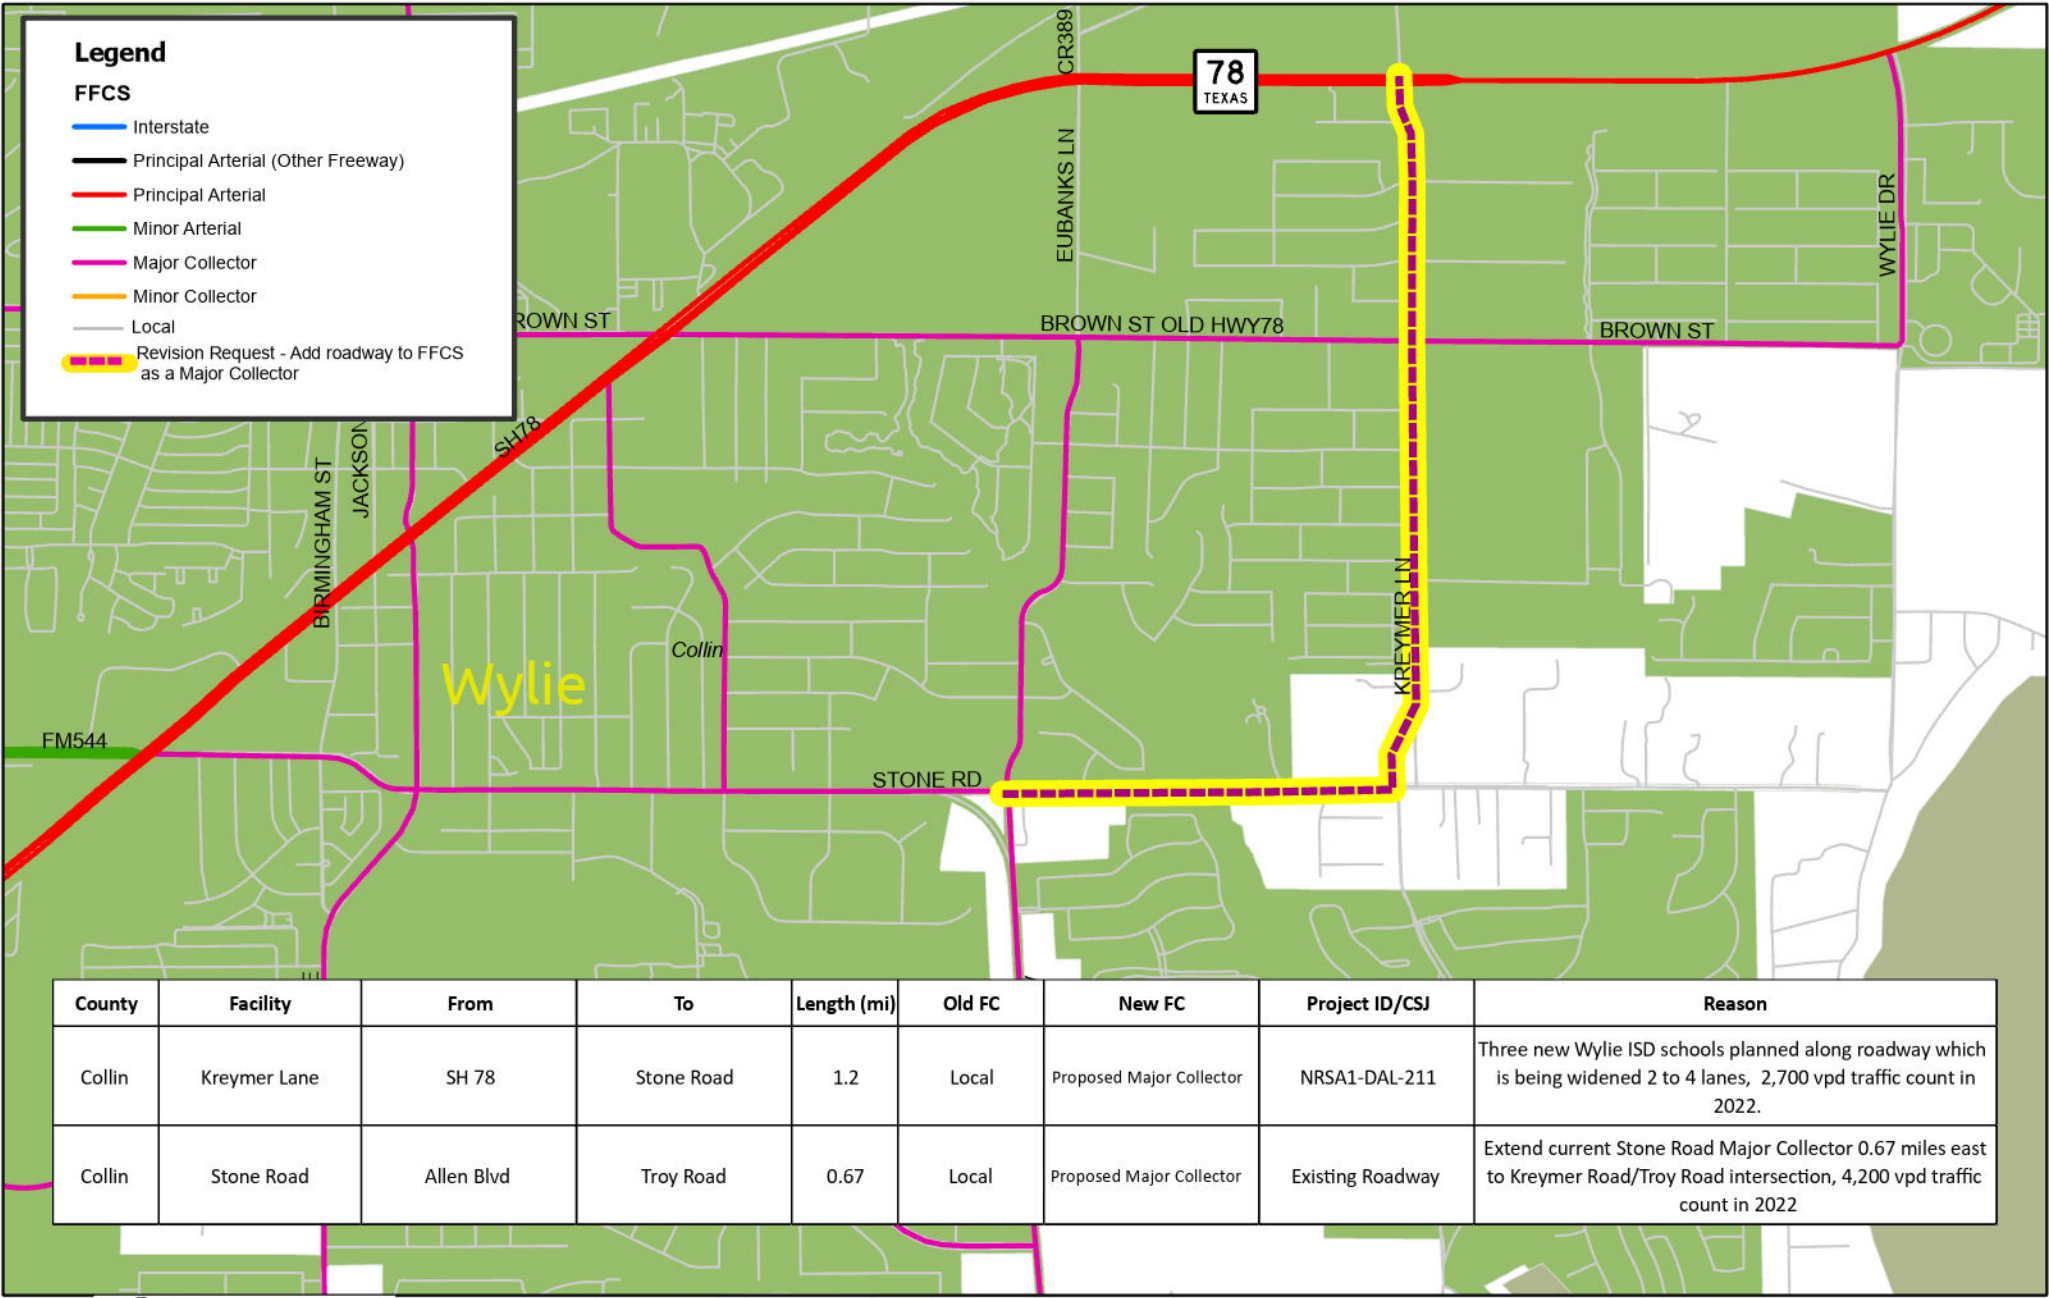 Legend
FFCS
Interstate
Principal Arterial (Other Freeway)
Principal Arterial
Minor Arterial
Major Collector
Minor Collector
Local
Revision Request - Add roadway to FFCS
as a Major Collector
CR389
78
TEXAS
EUBANKS LN
WYLIE DR
ROWN ST
BROWN ST OLD HWY78
BROWN ST
SH78
JACKSON
BIRMINGHAM ST
KREYMER LN
Collin
Wylie
FM544
STONE RD
County Facility From To Length (mi) Old FC New FC Project ID/CSJ Reason
Collin Kreymer Lane SH 78 Stone Road 1.2 Local Proposed Major Collector NRSA1-DAL-211 Three new Wylie ISD schools planned along roadway which
is being widened 2 to 4 lanes, 2,700 vpd traffic count in
2022.
Collin Stone Road Allen Blvd Troy Road 0.67 Local Proposed Major Collector Existing Roadway Extend current Stone Road Major Collector 0.67 miles east
to Kreymer Road/Troy Road intersection, 4,200 vpd traffic
count in 2022